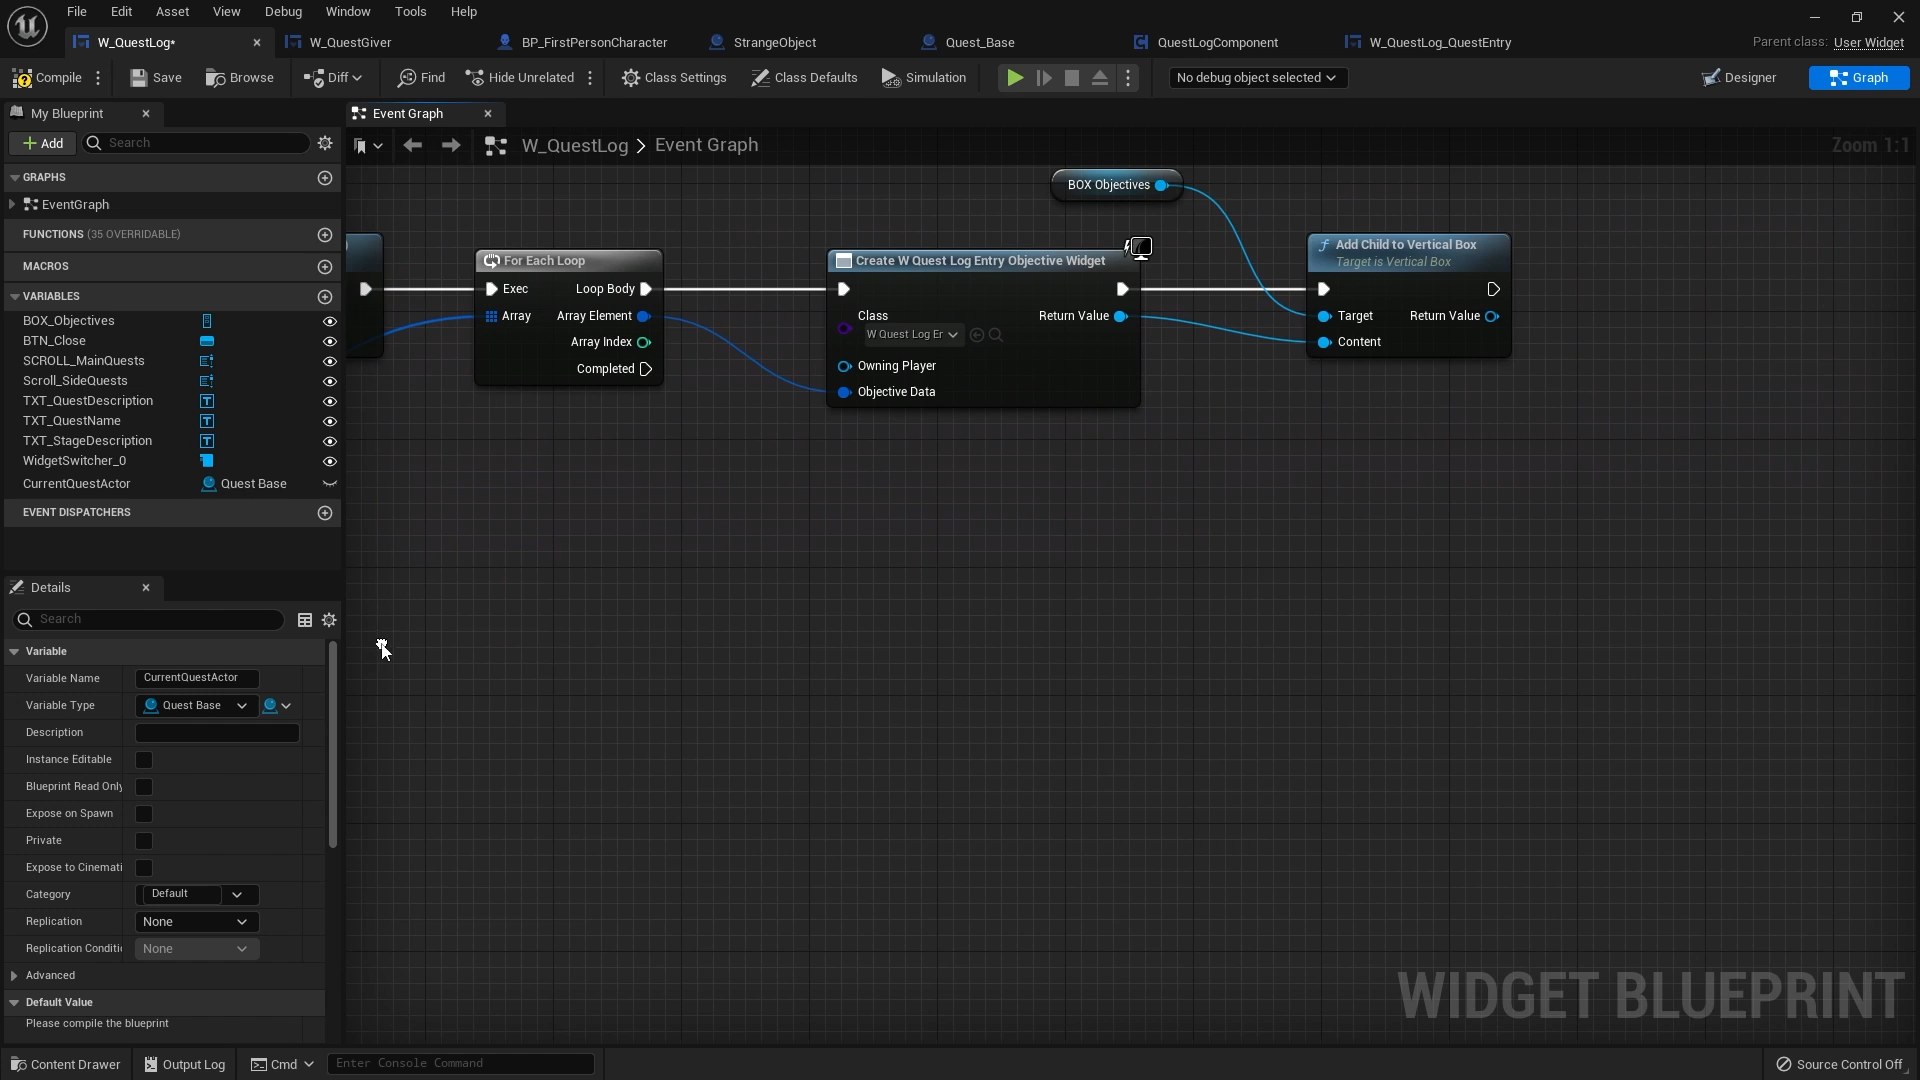 File Edit Asset View Debug Window Tools Help
W_QuestLog* W_QuestGiver BP_FirstPersonCharacter StrangeObject Quest_Base QuestLogComponent W_QuestLog_QuestEntry Parent class: User Widget
Compile Save Browse Diff Find Hide Unrelated Class Settings Class Defaults Simulation No debug object selected Designer Graph
My Blueprint
Add Search
GRAPHS
EventGraph
FUNCTIONS (35 OVERRIDABLE)
MACROS
VARIABLES
BOX_Objectives
BTN_Close
SCROLL_MainQuests
Scroll_SideQuests
TXT_QuestDescription
TXT_QuestName
TXT_StageDescription
WidgetSwitcher_0
CurrentQuestActor Quest Base
EVENT DISPATCHERS
Details
Search
Variable
Variable Name CurrentQuestActor
Variable Type Quest Base
Description
Instance Editable
Blueprint Read Only
Expose on Spawn
Private
Expose to Cinemati
Category Default
Replication None
Replication Conditi None
Advanced
Default Value
Please compile the blueprint
Event Graph
W_QuestLog > Event Graph Zoom 1:1
BOX Objectives
For Each Loop
Exec Loop Body
Array Array Element
Array Index
Completed
Create W Quest Log Entry Objective Widget
Class Return Value
W Quest Log Er
Owning Player
Objective Data
Add Child to Vertical Box
Target is Vertical Box
Target Return Value
Content
WIDGET BLUEPRINT
Content Drawer Output Log Cmd Enter Console Command Source Control Off